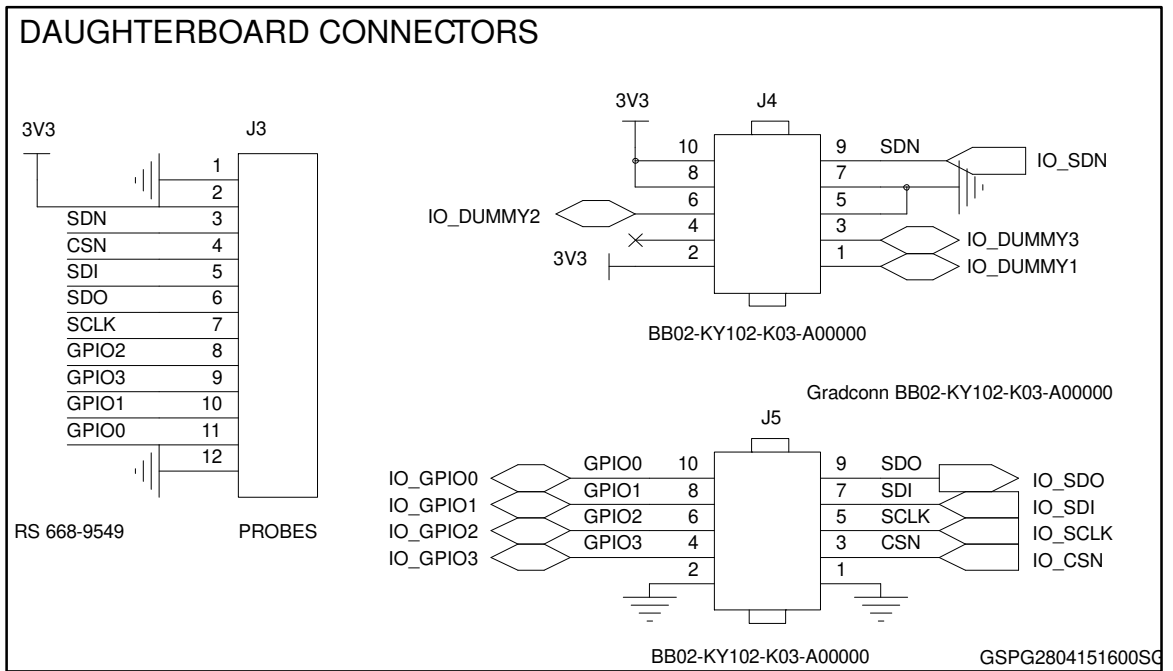 DAUGHTERBOARD CONNECTORS
3V3
J3
1
2
SDN 3
CSN 4
SDI 5
SDO 6
SCLK 7
GPIO2 8
GPIO3 9
GPIO1 10
GPIO0 11
12
RS 668-9549
PROBES
3V3
J4
10 9 SDN IO_SDN
8 7
IO_DUMMY2 6 5
4 3 IO_DUMMY3
3V3 2 1 IO_DUMMY1
BB02-KY102-K03-A00000
Gradconn BB02-KY102-K03-A00000
J5
IO_GPIO0 GPIO0 10 9 SDO IO_SDO
IO_GPIO1 GPIO1 8 7 SDI IO_SDI
IO_GPIO2 GPIO2 6 5 SCLK IO_SCLK
IO_GPIO3 GPIO3 4 3 CSN IO_CSN
2 1
BB02-KY102-K03-A00000
GSPG2804151600SG